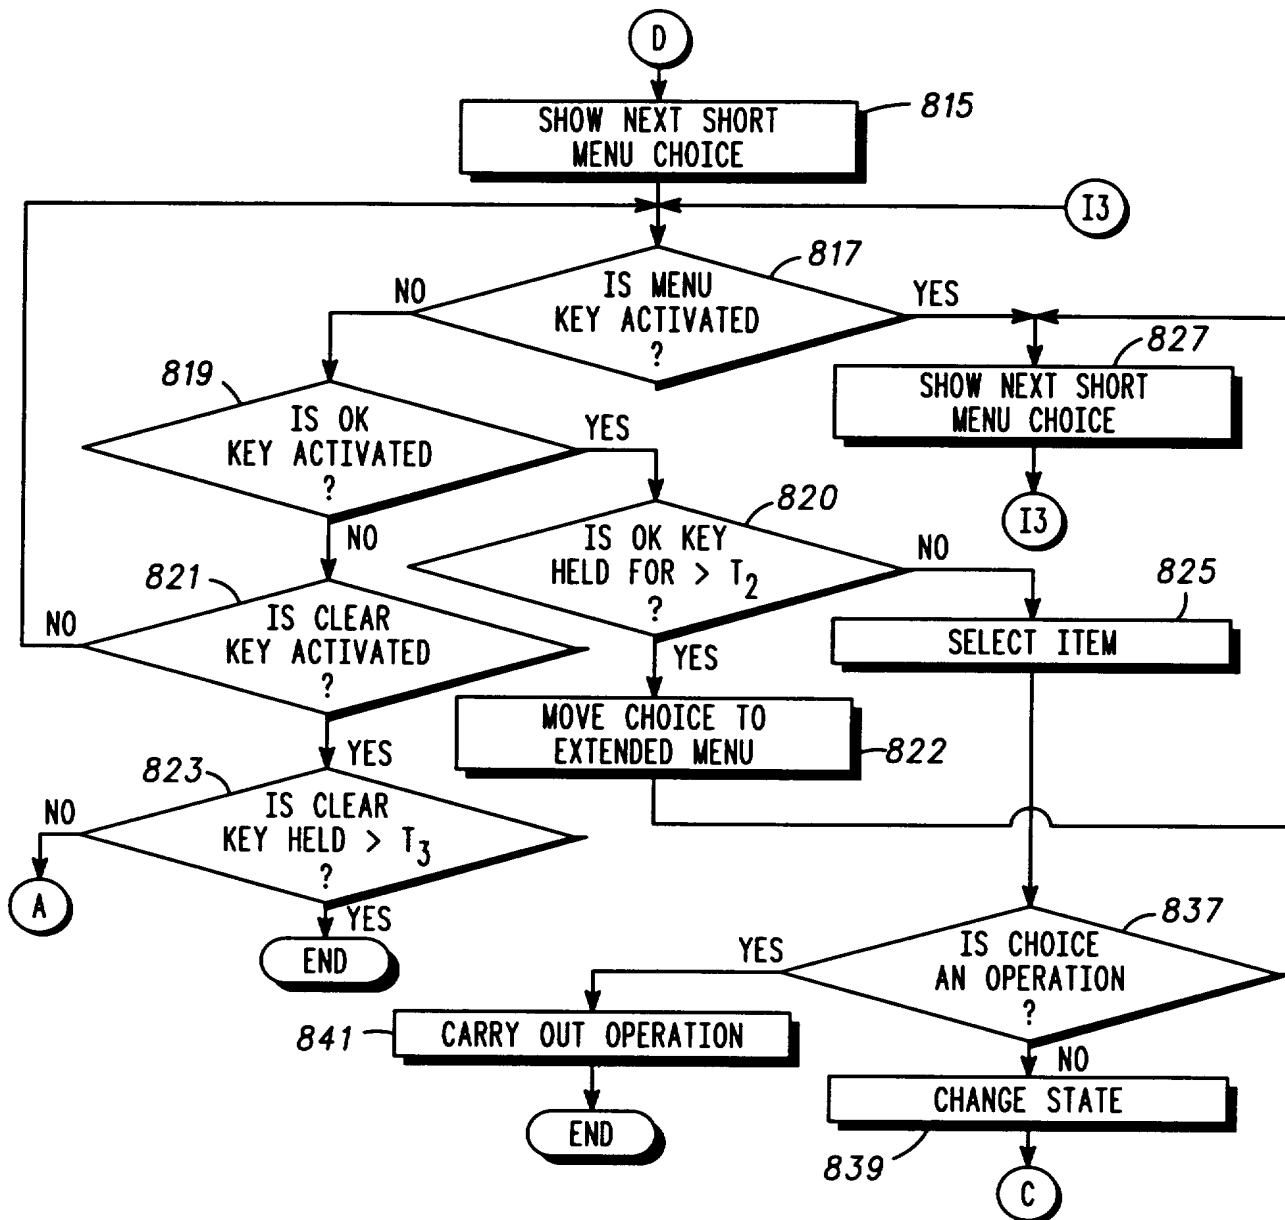 D
SHOW NEXT SHORT
MENU CHOICE
815
I3
817
IS MENU
KEY ACTIVATED
?
NO
YES
827
SHOW NEXT SHORT
MENU CHOICE
I3
819
IS OK
KEY ACTIVATED
?
YES
NO
820
IS OK KEY
HELD FOR > T2
?
NO
YES
825
SELECT ITEM
821
IS CLEAR
KEY ACTIVATED
?
NO
YES
MOVE CHOICE TO
EXTENDED MENU
822
823
IS CLEAR
KEY HELD > T3
?
NO
A
YES
END
837
IS CHOICE
AN OPERATION
?
YES
NO
841
CARRY OUT OPERATION
END
CHANGE STATE
839
C